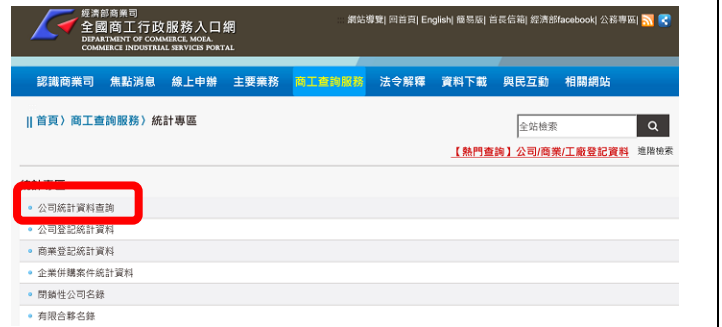 經濟部商業司
全國商工行政服務入口網
DEPARTMENT OF COMMERCE, MOEA.
COMMERCE INDUSTRIAL SERVICES PORTAL
::: 網站導覽| 回首頁| English| 簡易版| 首長信箱| 經濟部facebook| 公務專區|
認識商業司 焦點消息 線上申辦 主要業務 商工查詢服務 法令解釋 資料下載 與民互動 相關網站
|| 首頁〉商工查詢服務〉統計專區
全站檢索
【熱門查詢】公司/商業/工廠登記資料 進階檢索
公司統計資料查詢
公司登記統計資料
商業登記統計資料
企業併購案件統計資料
閉鎖性公司名錄
有限合夥名錄